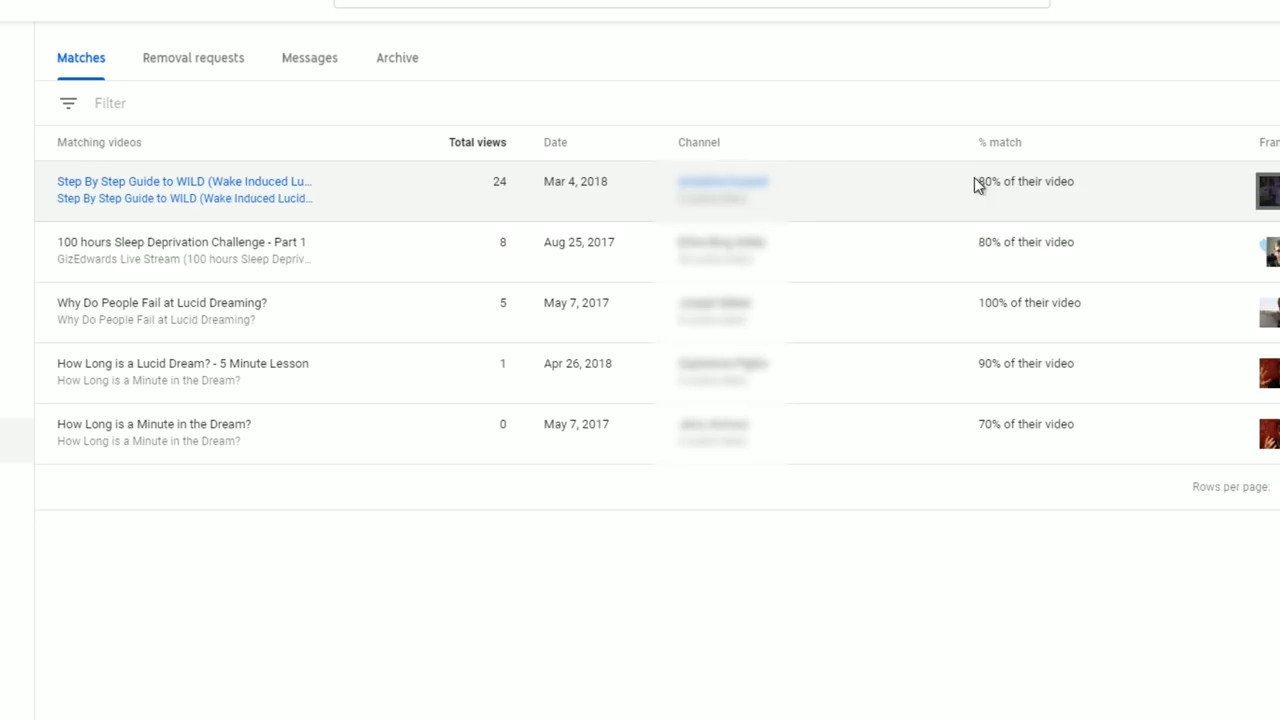 Matches Removal requests Messages Archive
Filter
Matching videos Total views Date Channel % match
Step By Step Guide to WILD (Wake Induced Lu... 24 Mar 4, 2018 % of their video
Step By Step Guide to WILD (Wake Induced Lucid...
100 hours Sleep Deprivation Challenge - Part 1 8 Aug 25, 2017 80% of their video
GizEdwards Live Stream (100 hours Sleep Depriv...
Why Do People Fail at Lucid Dreaming? 5 May 7, 2017 100% of their video
Why Do People Fail at Lucid Dreaming?
How Long is a Lucid Dream? - 5 Minute Lesson 1 Apr 26, 2018 90% of their video
How Long is a Minute in the Dream?
How Long is a Minute in the Dream? 0 May 7, 2017 70% of their video
How Long is a Minute in the Dream?
Rows per page: